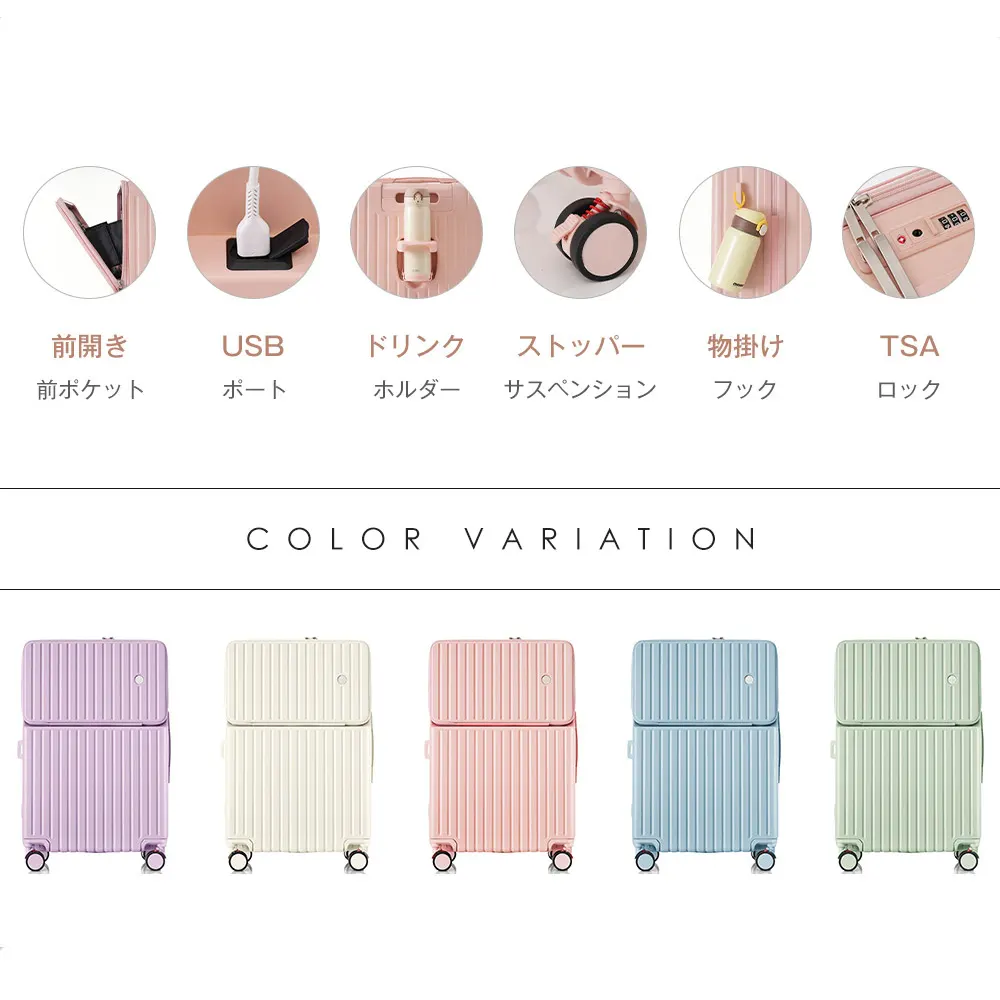 前開き
前ポケット
USB
ポート
ドリンク
ホルダー
ストッパー
サスペンション
物掛け
フック
TSA
ロック
COLOR VARIATION